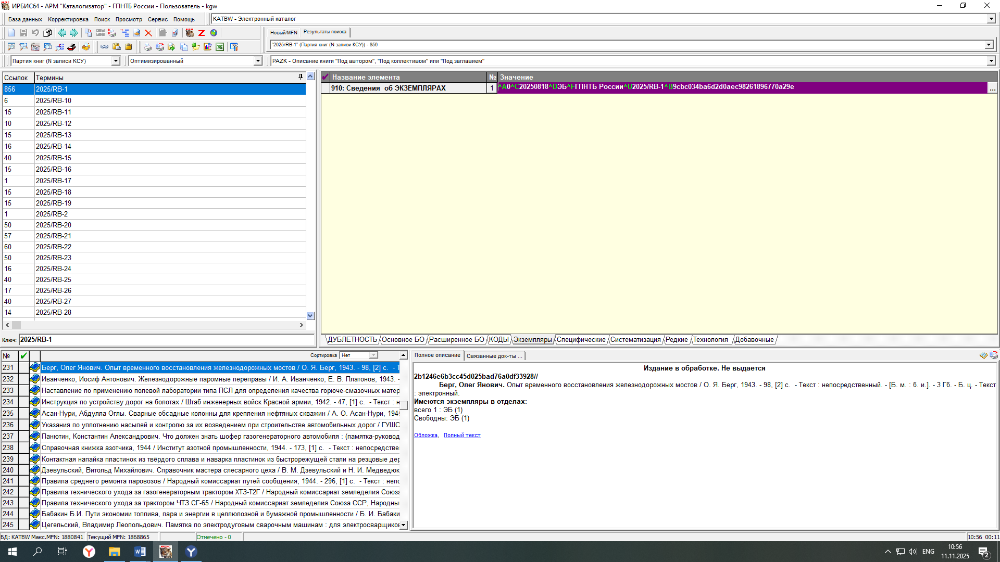 ИРБИС64 - АРМ "Каталогизатор" - ГПНТБ России - Пользователь - kgw
База данных Корректировка Поиск Просмотр Сервис Помощь
KATBW - Электронный каталог
Новый/MFN Результаты поиска
"2025/RB-1" (Партия книг (N записи КСУ)) - 856
Партия книг (N записи КСУ)
Оптимизированный
PAZK - Описание книги "Под автором", "Под коллективом" или "Под заглавием"
Ссылок Термины
856 2025/RB-1
6 2025/RB-10
15 2025/RB-11
10 2025/RB-12
15 2025/RB-13
16 2025/RB-14
40 2025/RB-15
15 2025/RB-16
1 2025/RB-17
15 2025/RB-18
15 2025/RB-19
1 2025/RB-2
50 2025/RB-20
57 2025/RB-21
60 2025/RB-22
50 2025/RB-23
16 2025/RB-24
40 2025/RB-25
17 2025/RB-26
40 2025/RB-27
14 2025/RB-28
Ключ: 2025/RB-1
Название элемента № Значение
910: Сведения об ЭКЗЕМПЛЯРАХ 1 ^A0^C20250818^DЭБ^FГПНТБ России^U2025/RB-1^B9cbc034ba6d2d0aec98261896770a29e ...
ДУБЛЕТНОСТЬ Основное БО Расширенное БО КОДЫ Экземпляры Специфические Систематизация Редкие Технология Добавочные
№ Сортировка Нет
231 Берг, Олег Янович. Опыт временного восстановления железнодорожных мостов / О. Я. Берг, 1943. - 98, [2] с. - Т
232 Иванченко, Иосиф Антонович. Железнодорожные паромные переправы / И. А. Иванченко, Е. В. Платонов, 1943. -
233 Наставление по применению полевой лаборатории типа ПСЛ для определения качества горюче-смазочных матер
234 Инструкция по устройству дорог на болотах / Штаб инженерных войск Красной армии, 1942. - 47, [1] с. - Текст : н
235 Асан-Нури, Абдулла Оглы. Сварные обсадные колонны для крепления нефтяных скважин / А. О. Асан-Нури, 194
236 Указания по уплотнению насыпей и контролю за их возведением при строительстве автомобильных дорог / ГУШО
237 Панютин, Константин Александрович. Что должен знать шофер газогенераторного автомобиля : (памятка-руковод
238 Справочная книжка азотчика, 1944 / Институт азотной промышленности, 1944. - 173, [1] с. - Текст : непосредстве
239 Контактная напайка пластинок из твёрдого сплава и наварка пластинок из быстрорежущей стали на резцовые дер
240 Дзевульский, Витольд Михайлович. Справочник мастера слесарного цеха / В. М. Дзевульский и Н. И. Медведюк
241 Правила среднего ремонта паровозов / Народный комиссариат путей сообщения, 1944. - 296, [1] с. - Текст : непо
242 Правила технического ухода за газогенераторным трактором ХТЗ-Т2Г / Народный комиссариат земледелия Союза
243 Правила технического ухода за трактором ЧТЗ СГ-65 / Народный комиссариат земледелия Союза ССР, Народны
244 Бабакин Б.И. Пути экономии топлива, пара и энергии в целлюлозной и бумажной промышленности / Б. И. Бабаки
245 Цегельский, Владимир Леопольдович. Памятка по электродуговым сварочным машинам : для электросварщиков
Полное описание Связанные док-ты ...
Издание в обработке. Не выдается
2b1246e6b3cc45d025bad76a0df33928//
Берг, Олег Янович. Опыт временного восстановления железнодорожных мостов / О. Я. Берг, 1943. - 98, [2] с. - Текст : непосредственный. - [Б. м. : б. и.]. - 3 Гб. - Б. ц. - Текст
: электронный.
Имеются экземпляры в отделах:
всего 1 : ЭБ (1)
Свободны: ЭБ (1)
Обложка, Полный текст
БД: KATBW Макс.MFN: 1880841 Текущий MFN: 1868865 Отмечено - 0 10:56 00:11
ENG 10:56
11.11.2025 2